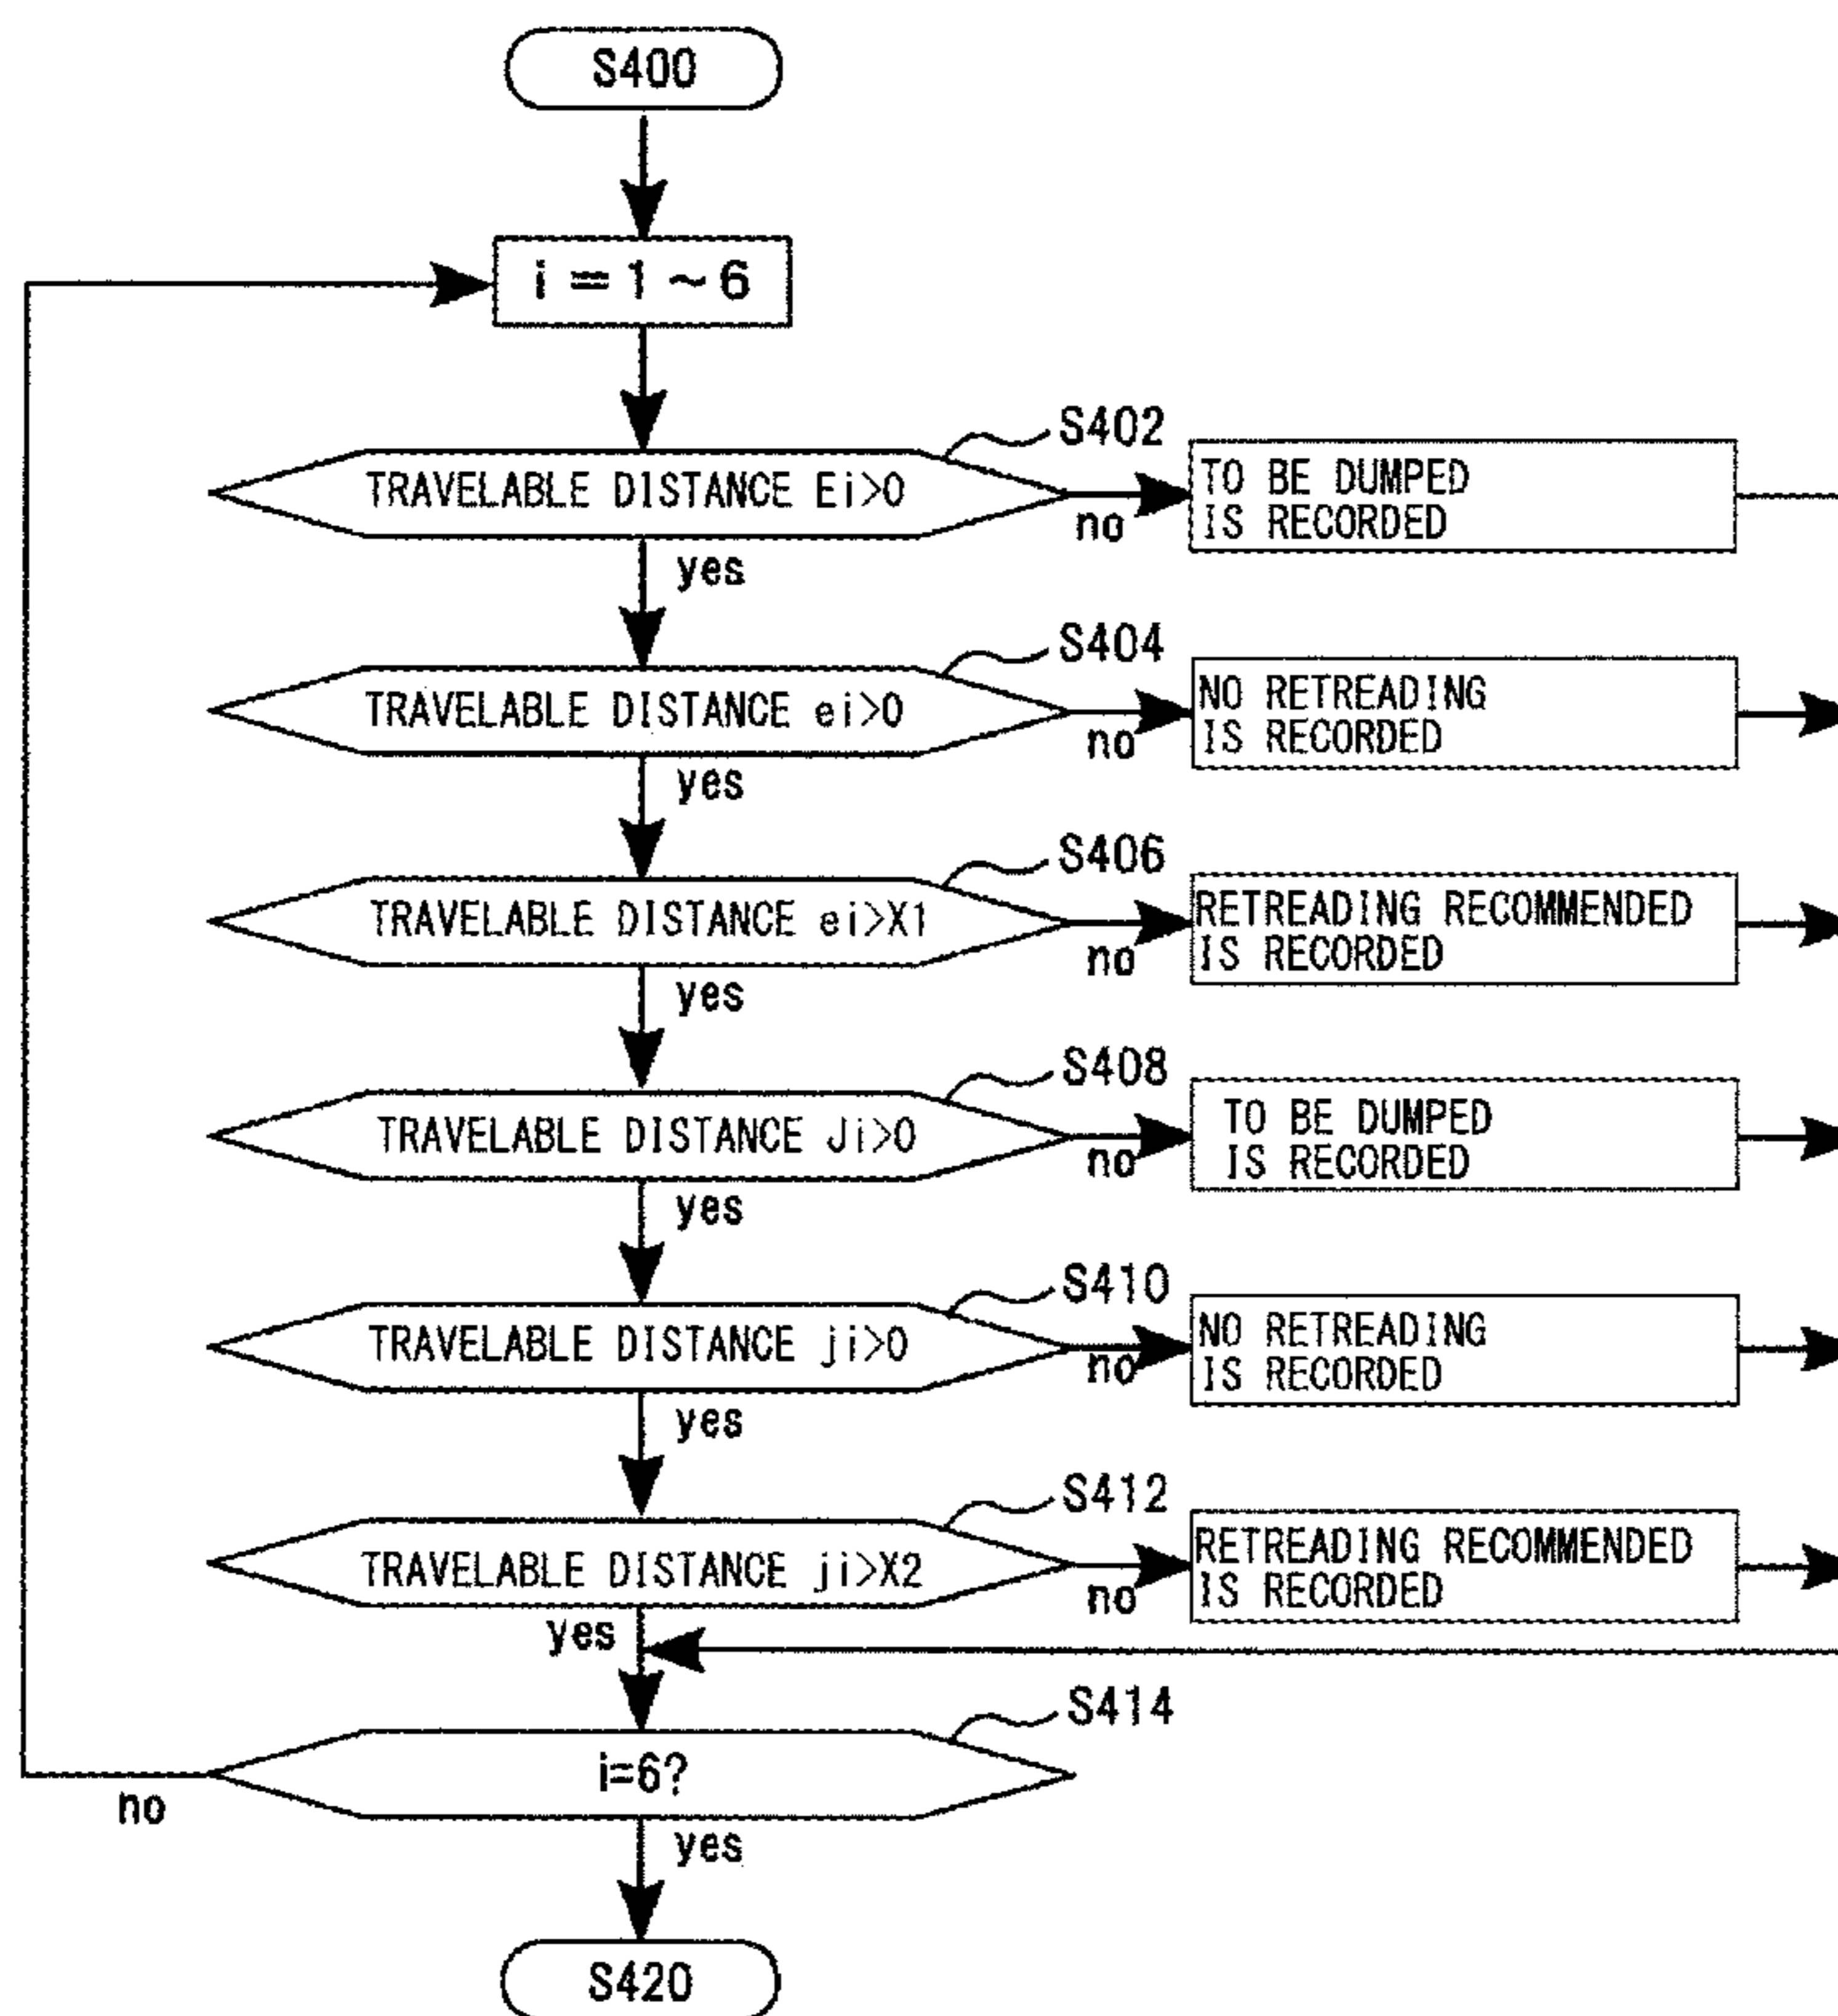 S400
i = 1 ~ 6
S402
TRAVELABLE DISTANCE Ei>0
no
TO BE DUMPED
IS RECORDED
yes
S404
TRAVELABLE DISTANCE ei>0
no
NO RETREADING
IS RECORDED
yes
S406
TRAVELABLE DISTANCE ei>X1
no
RETREADING RECOMMENDED
IS RECORDED
yes
S408
TRAVELABLE DISTANCE Ji>0
no
TO BE DUMPED
IS RECORDED
yes
S410
TRAVELABLE DISTANCE ji>0
no
NO RETREADING
IS RECORDED
yes
S412
TRAVELABLE DISTANCE ji>X2
no
RETREADING RECOMMENDED
IS RECORDED
yes
S414
i=6?
no
yes
S420